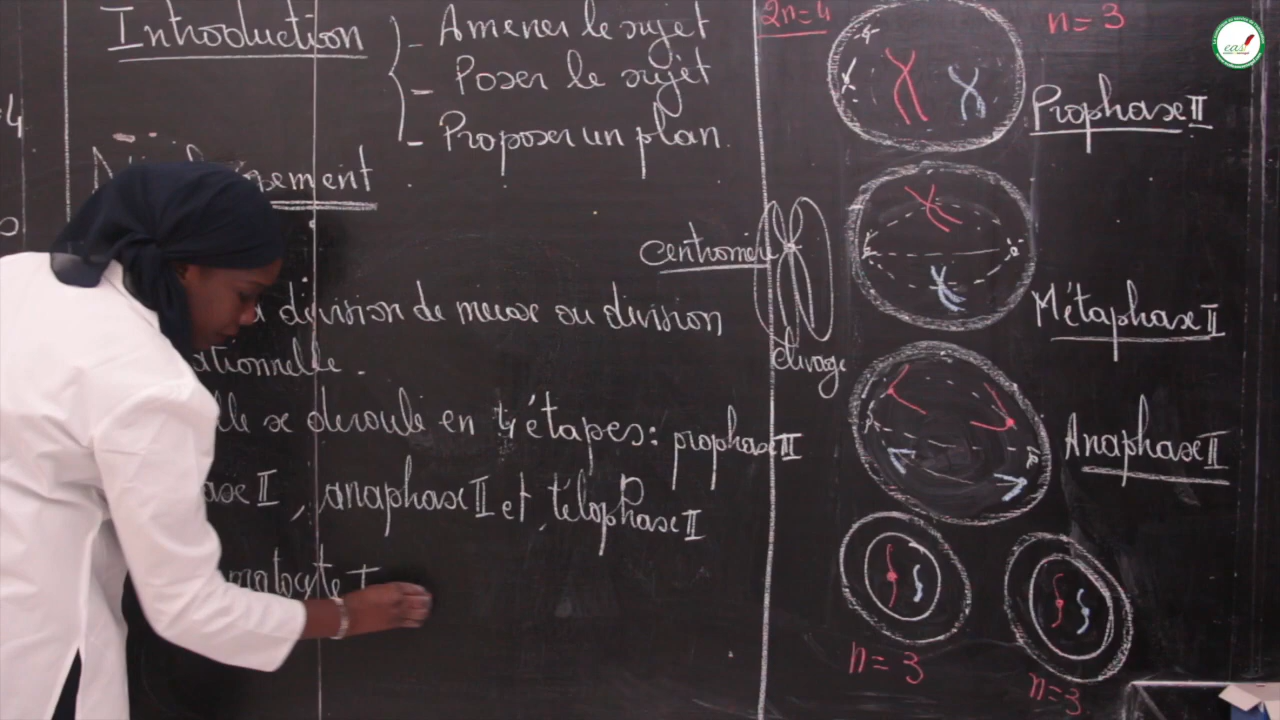 Introduction
- Amener le sujet
- Poser le sujet
- Proposer un plan.
division de
ou division
se deroule en 4 étapes: prophase II
anaphase II et télophase II
Centromère
clivage
2n=4
n=3
Prophase II
Métaphase II
Anaphase II
n=3
n=3
eas